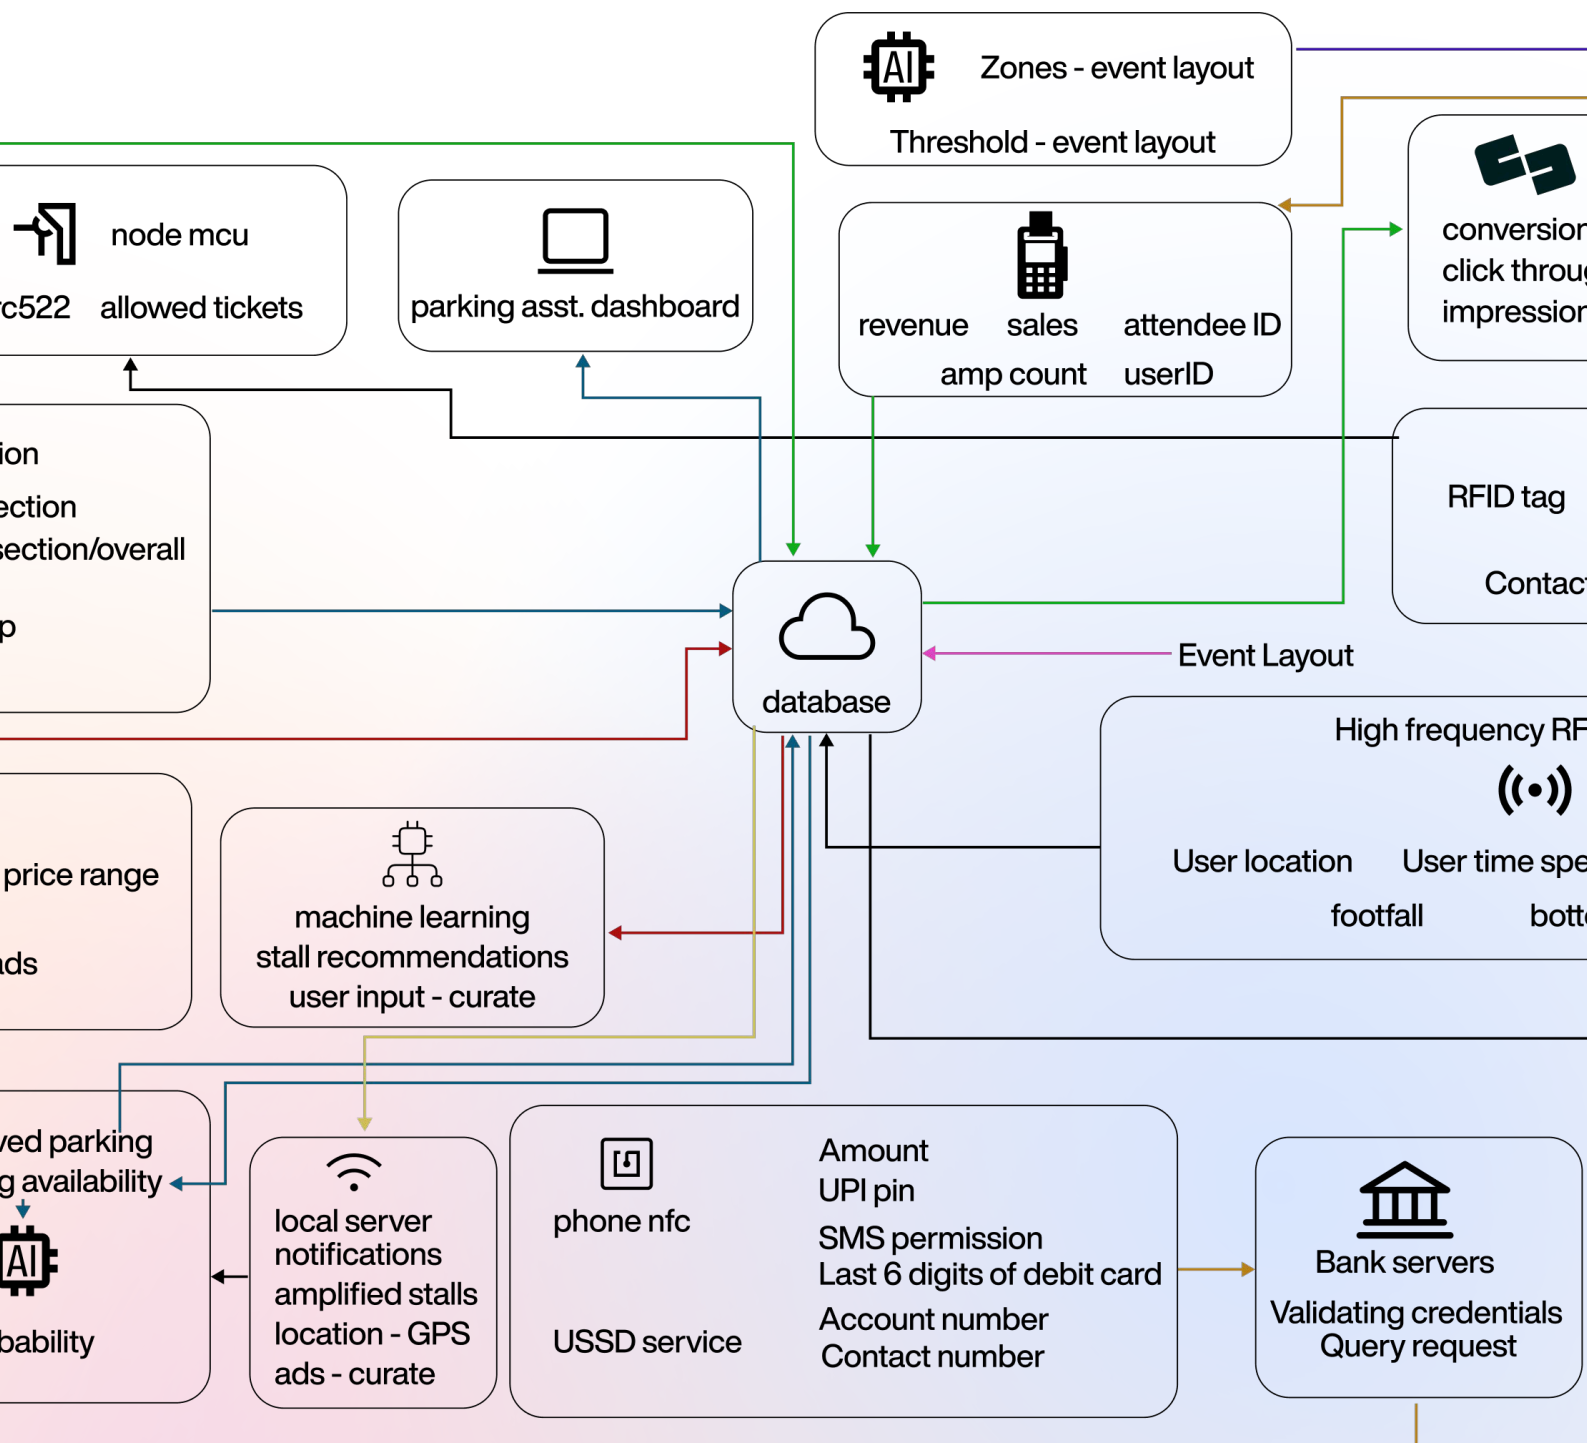 AI
Zones - event layout
Threshold - event layout
node mcu
rc522 allowed tickets
parking asst. dashboard
revenue sales attendee ID
amp count userID
conversion
click throug
impression
ion
ection
section/overall
p
RFID tag
Contact
database
Event Layout
High frequency RF
User location User time spe
footfall botte
price range
ads
machine learning
stall recommendations
user input - curate
ved parking
g availability
AI
bability
local server
notifications
amplified stalls
location - GPS
ads - curate
phone nfc
USSD service
Amount
UPI pin
SMS permission
Last 6 digits of debit card
Account number
Contact number
Bank servers
Validating credentials
Query request